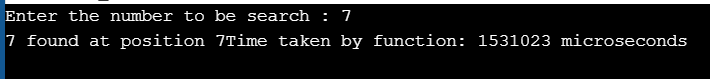 Enter the number to be search : 7
7 found at position 7Time taken by function: 1531023 microseconds